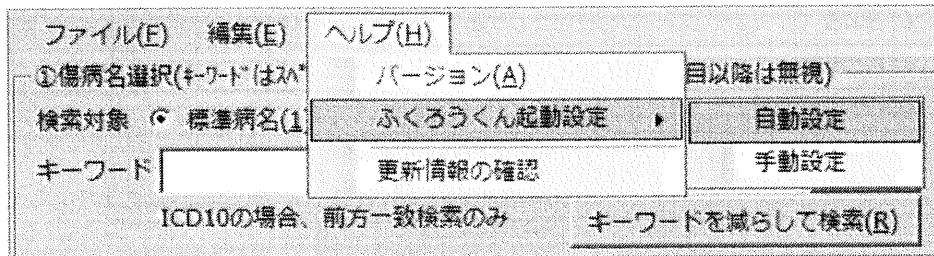 ファイル(F) 編集(E) ヘルプ(H)
①傷病名選択(キーワードはスペ 目以降は無視)
バージョン(A)
検索対象 標準病名(1)
ふくろうくん起動設定
自動設定
キーワード
更新情報の確認
手動設定
ICD10の場合、前方一致検索のみ
キーワードを減らして検索(R)